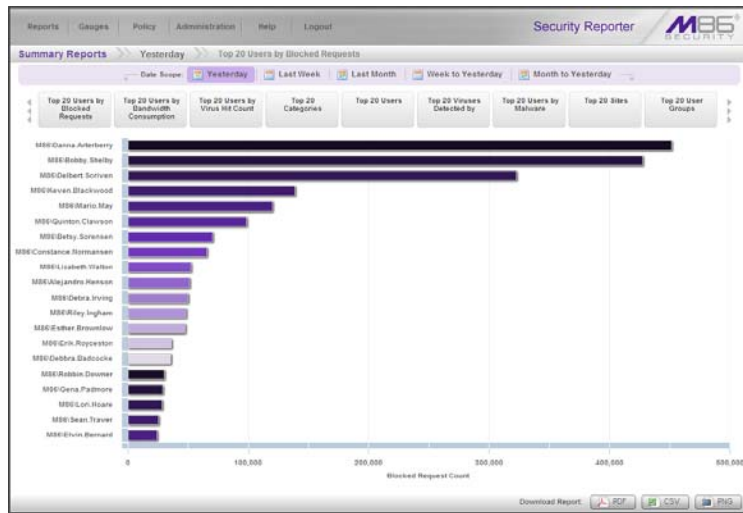 Reports Gauges Policy Administration Help Logout
Security Reporter
M86 SECURITY
Summary Reports Yesterday Top 20 Users by Blocked Requests
Date Scope: Yesterday Last Week Last Month Week to Yesterday Month to Yesterday
Top 20 Users by Blocked Requests
Top 20 Users by Bandwidth Consumption
Top 20 Users by Virus Hit Count
Top 20 Categories
Top 20 Users
Top 20 Viruses Detected by
Top 20 Users by Malware
Top 20 Sites
Top 20 User Groups
M86\Danna.Arterberry
M86\Bobby.Shelby
M86\Delbert.Scriven
M86\Keven.Blackwood
M86\Mario.May
M86\Quinton.Clawson
M86\Betsy.Sorensen
M86\Constance.Normansen
M86\Lizabeth.Walton
M86\Alejandro.Henson
M86\Debra.Irving
M86\Riley.Ingham
M86\Esther.Brownlow
M86\Erik.Royceston
M86\Debbra.Badcocke
M86\Robbin.Downer
M86\Gena.Padmore
M86\Lori.Hoare
M86\Sean.Traver
M86\Elvin.Bernard
0 100,000 200,000 300,000 400,000 500,000
Blocked Request Count
Download Report: PDF CSV PNG